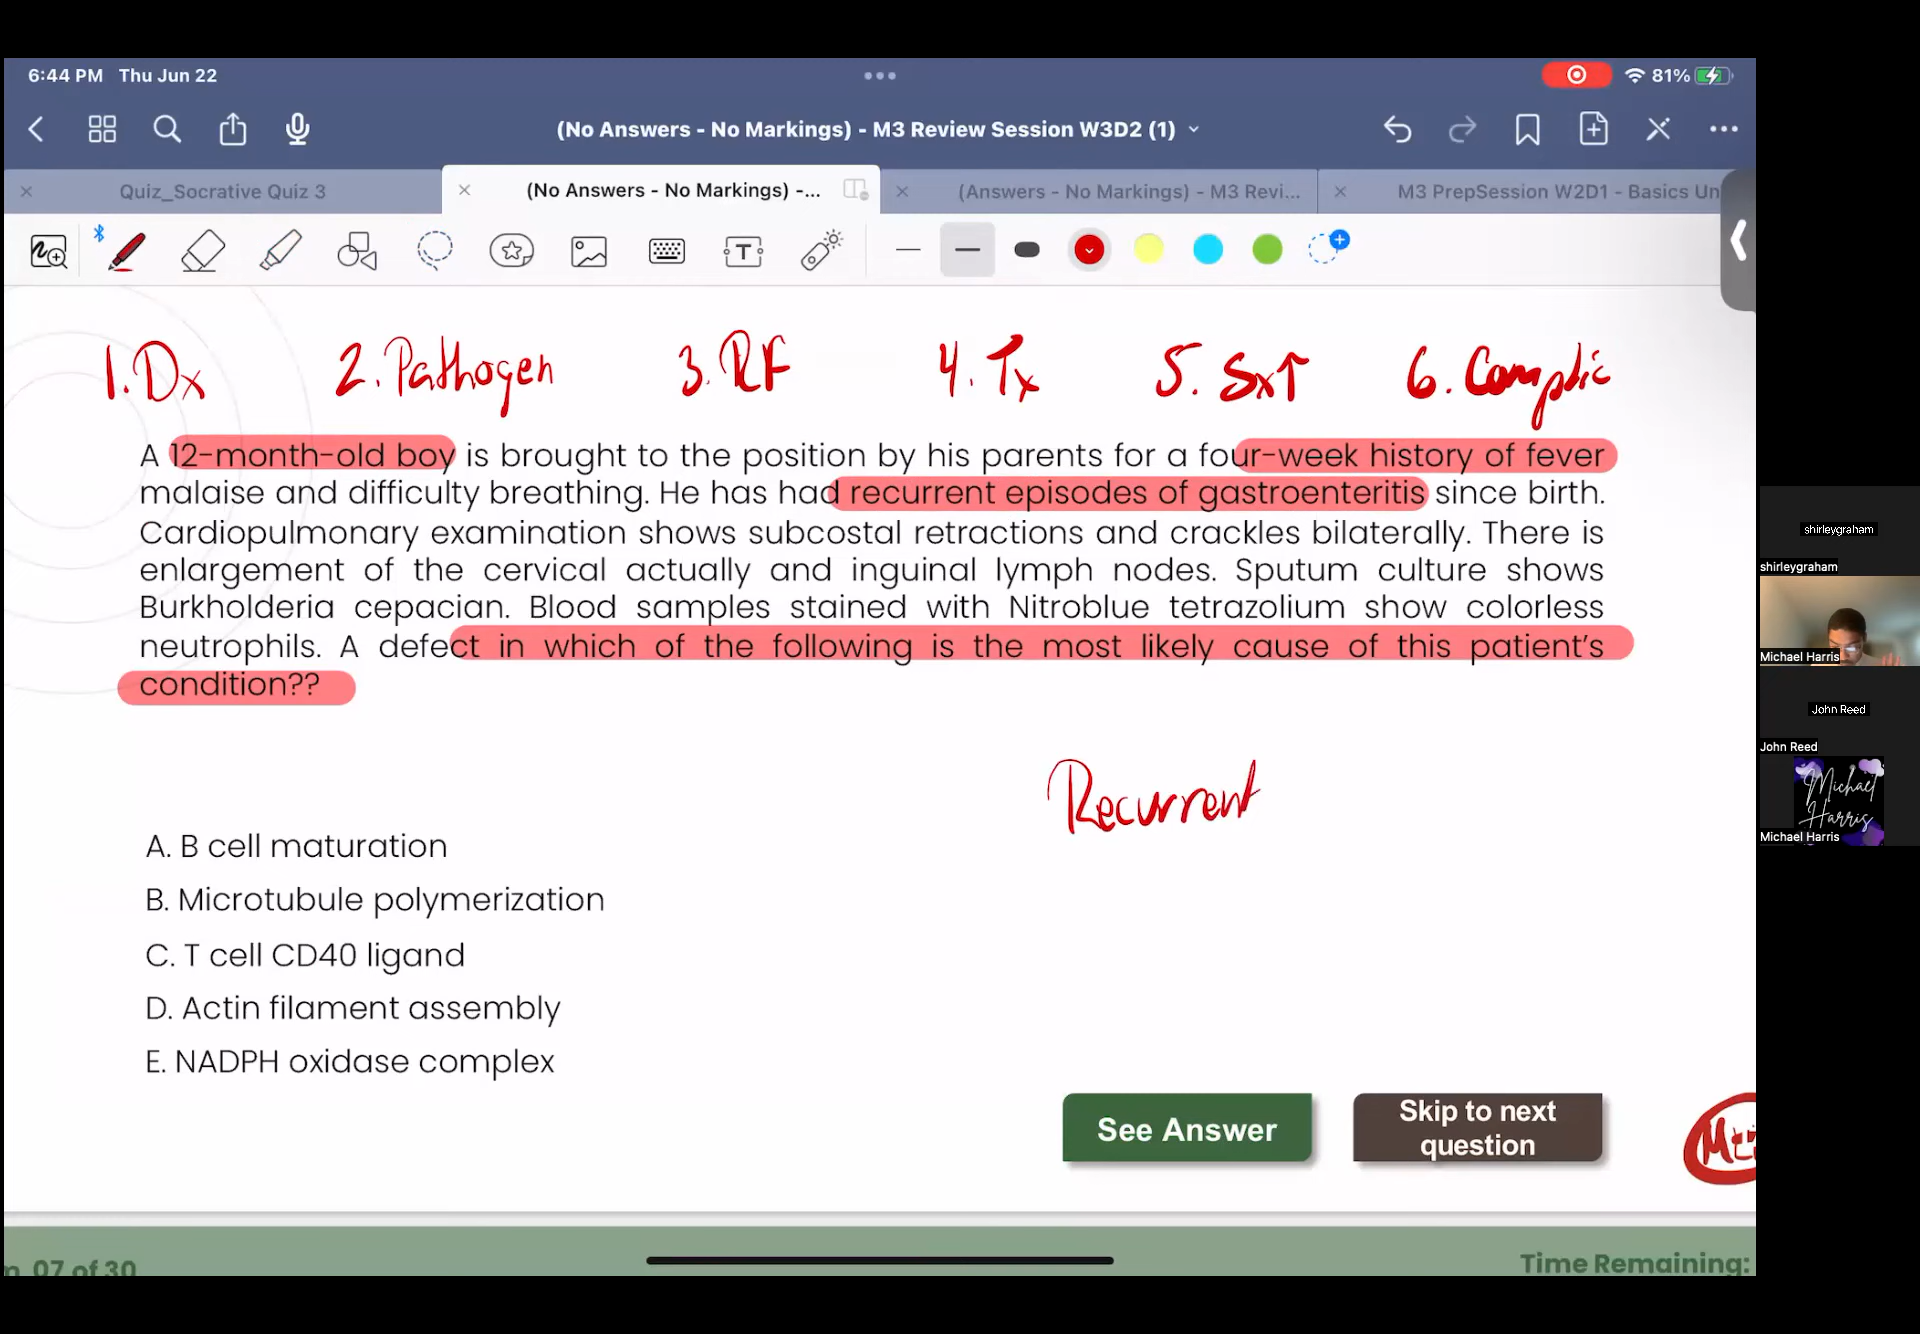 6:44 PM Thu Jun 22
81%
(No Answers - No Markings) - M3 Review Session W3D2 (1)
Quiz_Socrative Quiz 3
(No Answers - No Markings) -...
(Answers - No Markings) - M3 Revi...
M3 PrepSession W2D1 - Basics Un
1. Dx 2. Pathogen 3. RF 4. Tx 5. Sx↑ 6. Complic
A 12-month-old boy is brought to the position by his parents for a four-week history of fever
malaise and difficulty breathing. He has had recurrent episodes of gastroenteritis since birth.
Cardiopulmonary examination shows subcostal retractions and crackles bilaterally. There is
enlargement of the cervical actually and inguinal lymph nodes. Sputum culture shows
Burkholderia cepacian. Blood samples stained with Nitroblue tetrazolium show colorless
neutrophils. A defect in which of the following is the most likely cause of this patient's
condition??
Recurrent
A. B cell maturation
B. Microtubule polymerization
C. T cell CD40 ligand
D. Actin filament assembly
E. NADPH oxidase complex
See Answer
Skip to next
question
07 of 30
Time Remaining:
shirleygraham
shirleygraham
Michael Harris
John Reed
John Reed
Michael
Harris
Michael Harris